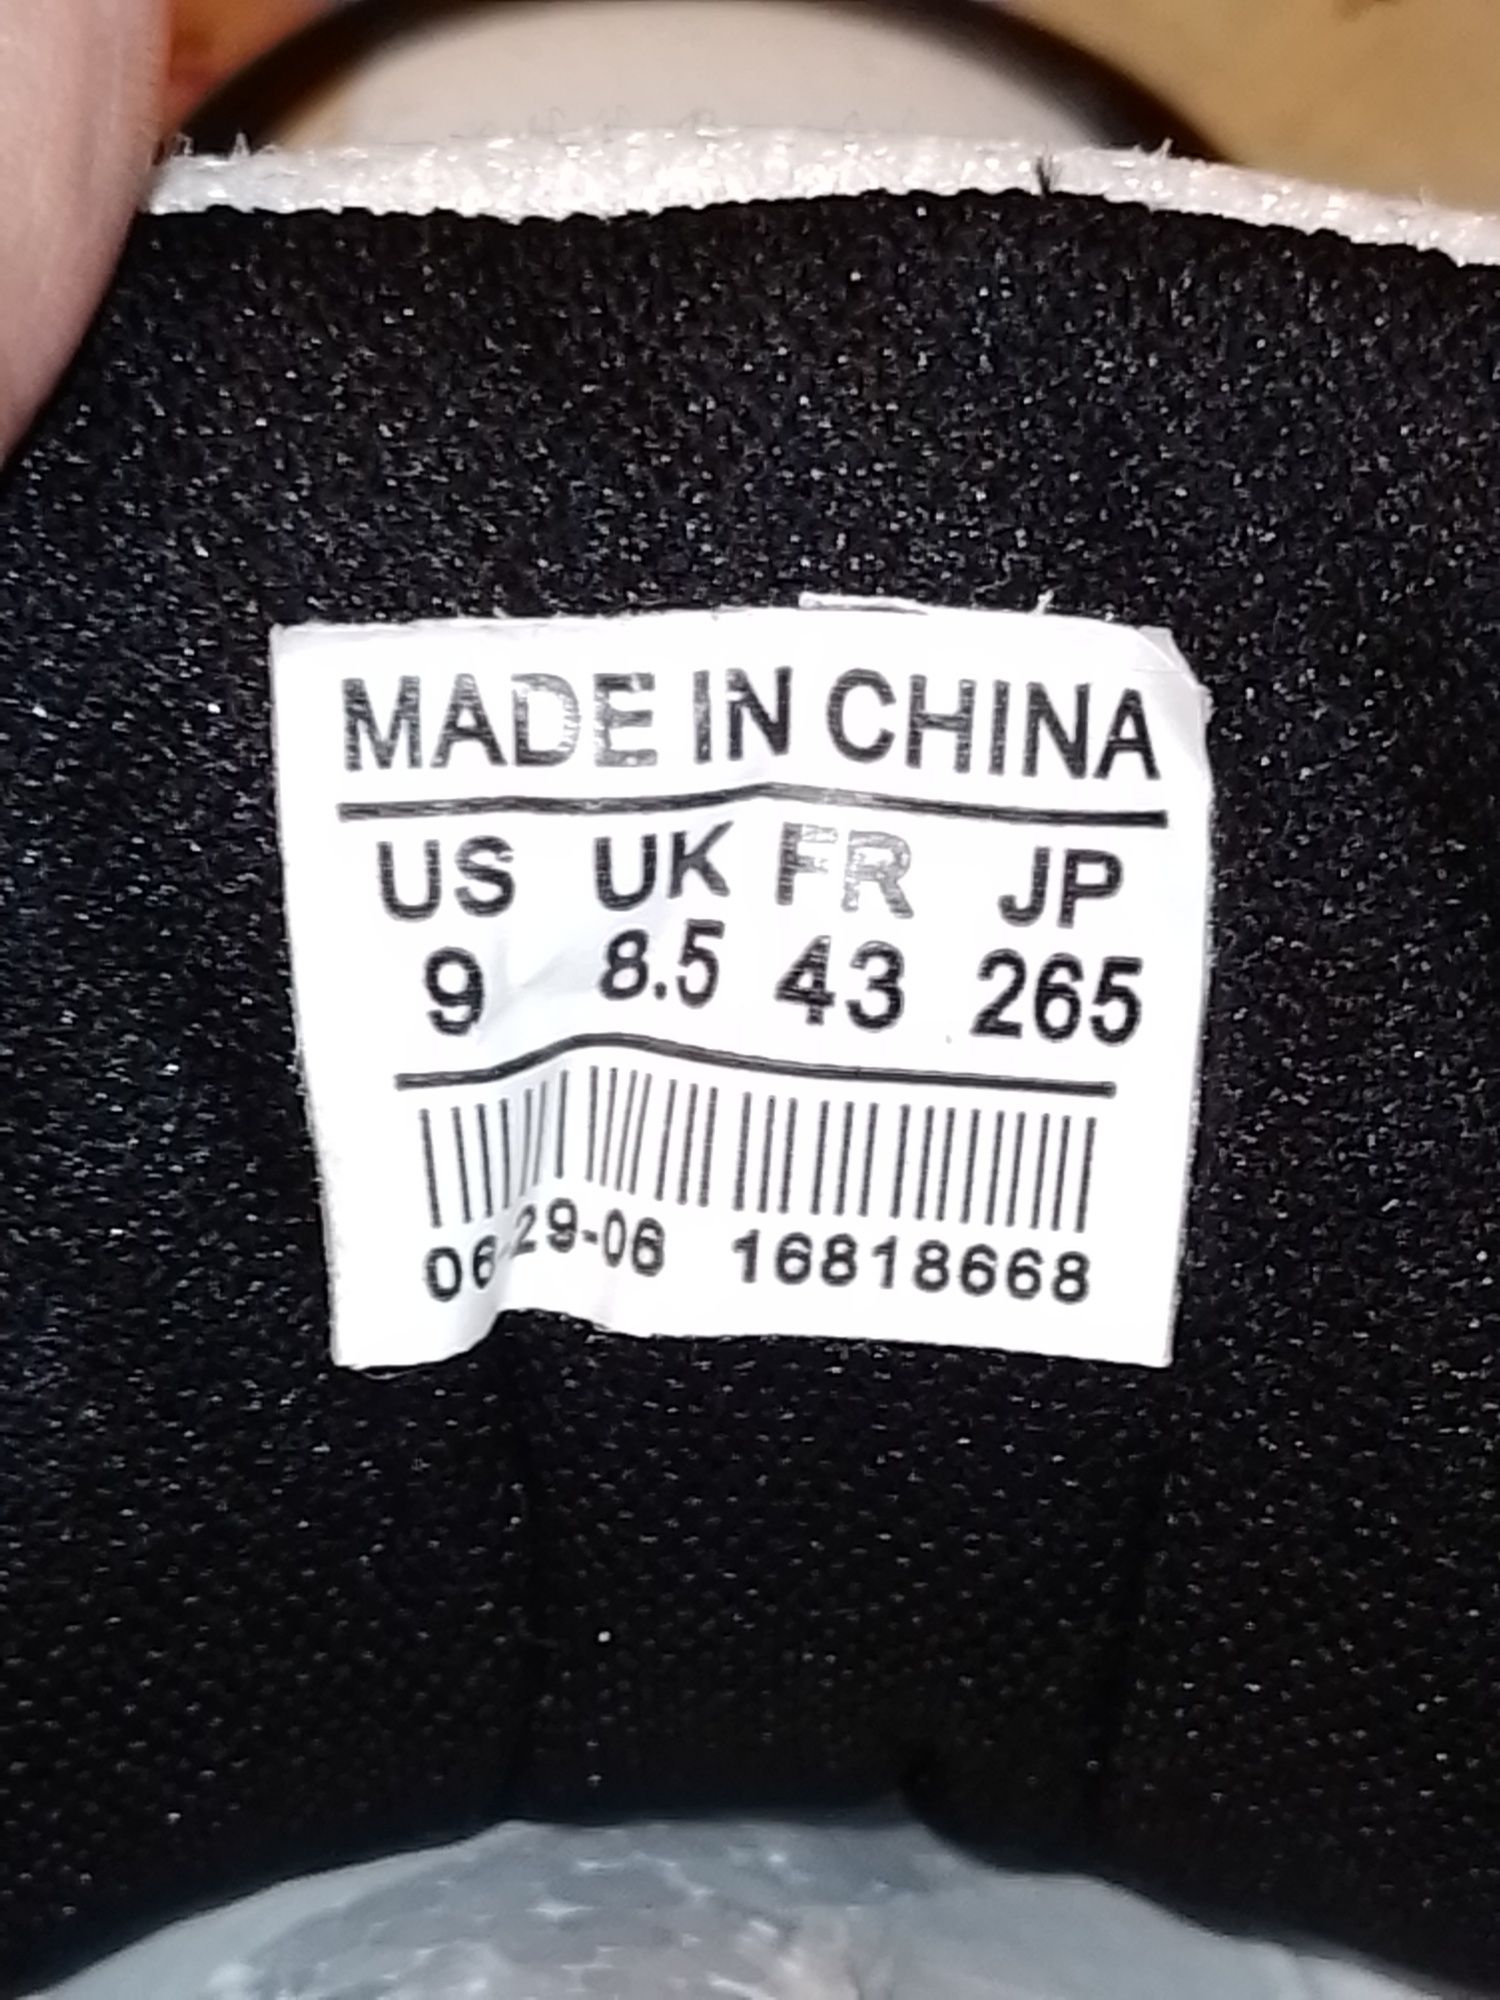 MADE IN CHINA
US UK FR JP
9 8.5 43 265
06-29-06 16818668